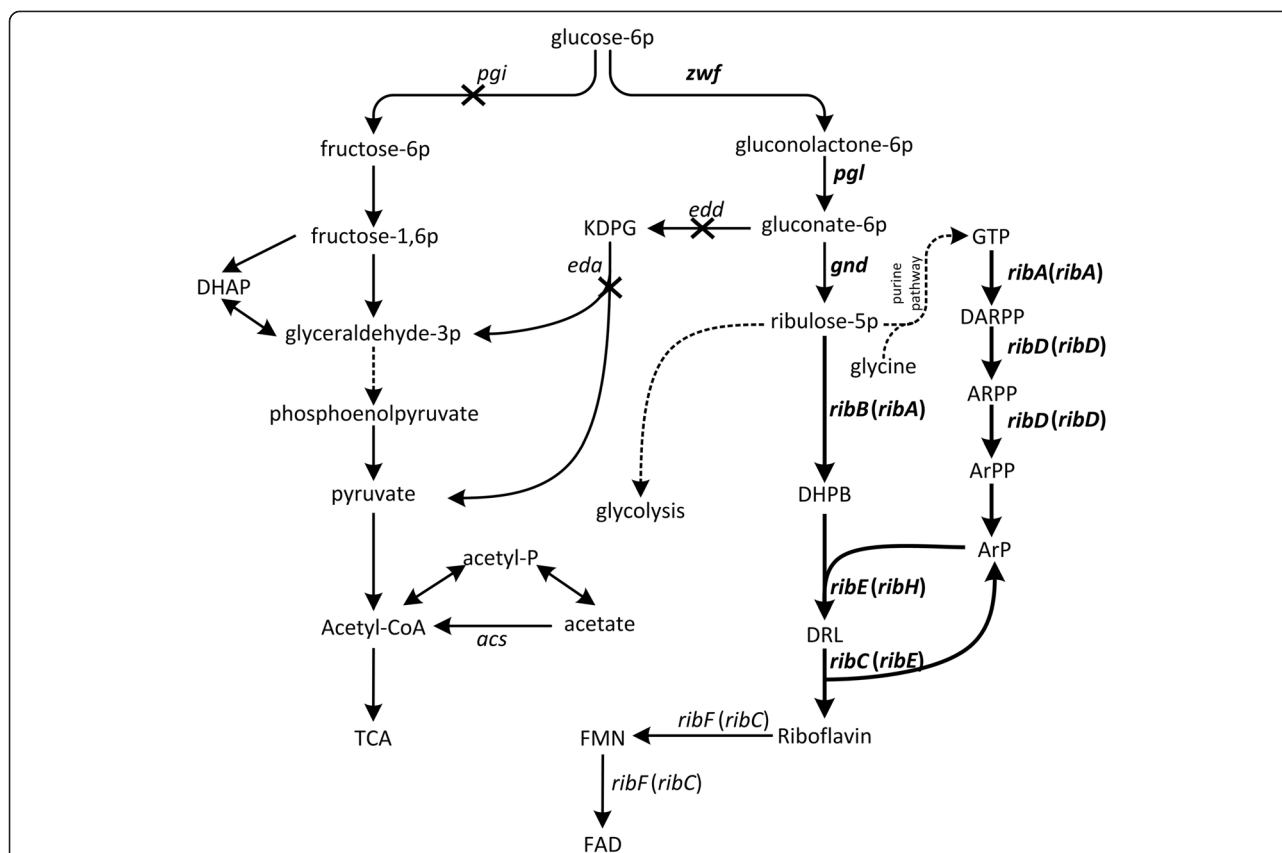 glucose-6p
pgi
zwf
fructose-6p
gluconolactone-6p
pgl
edd
KDPG
gluconate-6p
GTP
fructose-1,6p
eda
gnd
purine
pathway
ribA(ribA)
DHAP
glyceraldehyde-3p
ribulose-5p
DARPP
ribD(ribD)
glycine
ARPP
phosphoenolpyruvate
ribB(ribA)
ribD(ribD)
ArPP
pyruvate
DHPB
glycolysis
acetyl-P
ArP
ribE(ribH)
Acetyl-CoA
acs
acetate
DRL
ribC(ribE)
TCA
FMN
ribF(ribC)
Riboflavin
ribF(ribC)
FAD